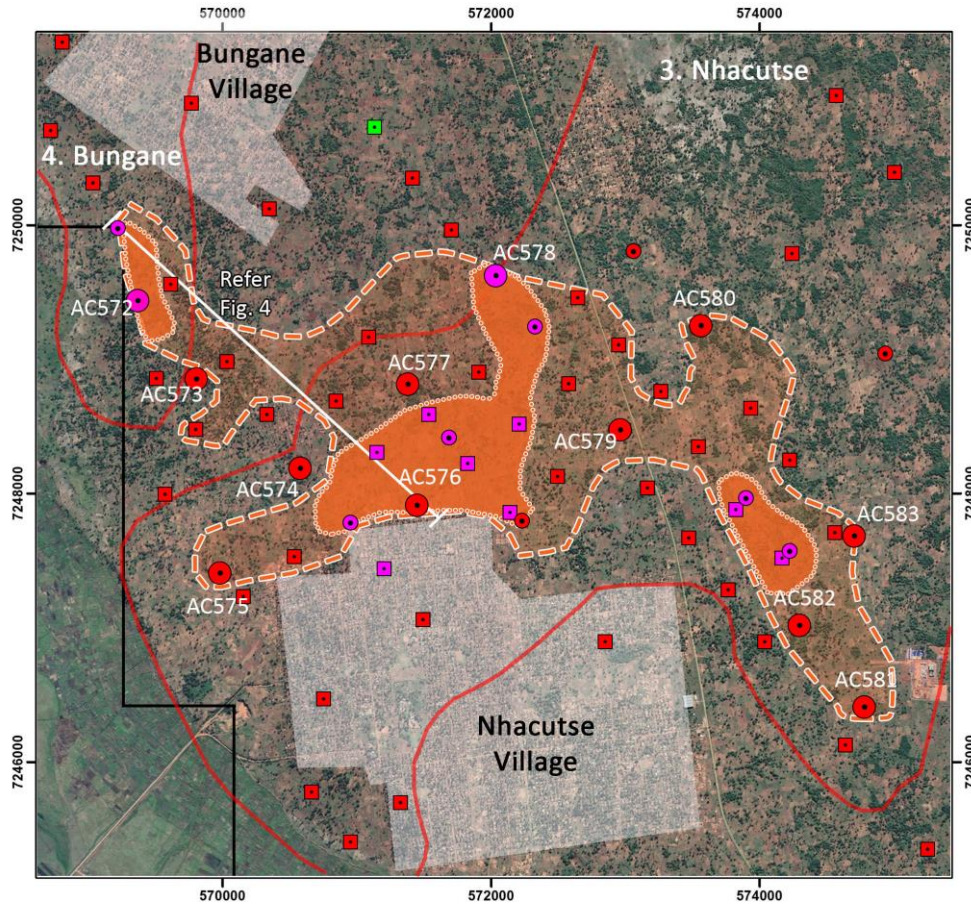 570000
572000
574000
Bungane
Village
3. Nhacutse
4. Bungane
7250000
7250000
Refer
Fig. 4
AC578
AC572
AC580
AC577
AC573
AC579
AC576
AC574
7248000
7248000
AC583
AC575
AC582
AC581
Nhacutse
Village
7246000
7246000
570000
572000
574000